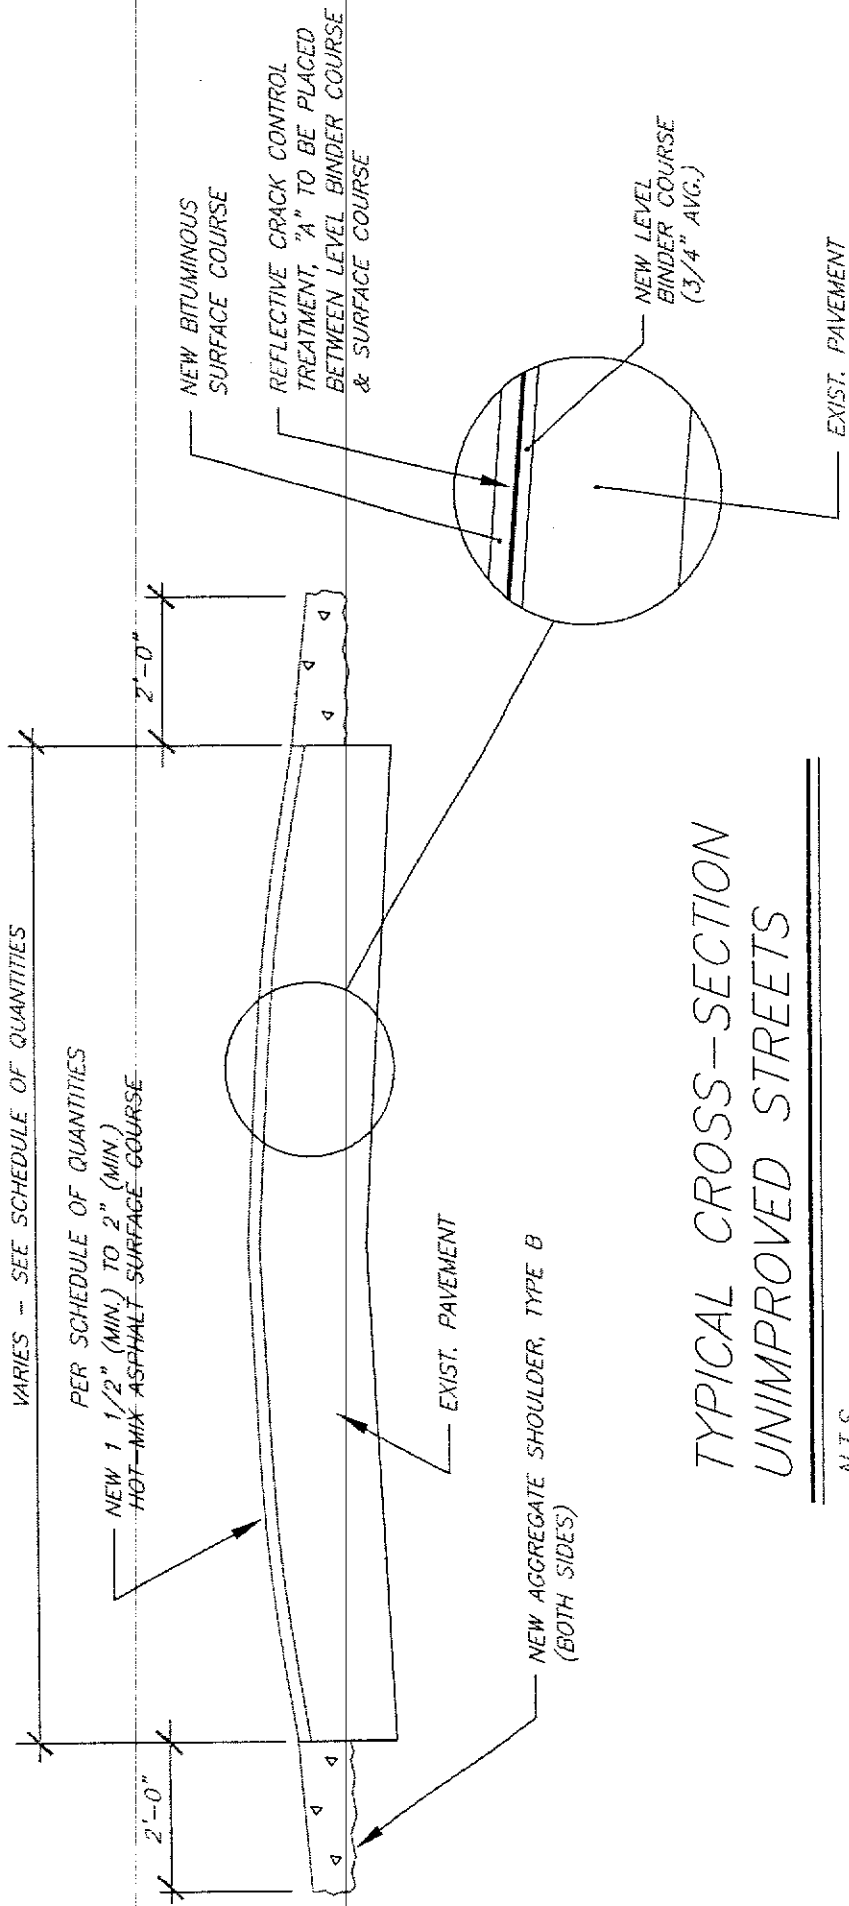 VARIES - SEE SCHEDULE OF QUANTITIES
PER SCHEDULE OF QUANTITIES
NEW 1 1/2" (MIN.) TO 2" (MIN.)
HOT-MIX ASPHALT SURFACE COURSE
2'-0"
2'-0"
NEW BITUMINOUS
SURFACE COURSE
REFLECTIVE CRACK CONTROL
TREATMENT, "A" TO BE PLACED
BETWEEN LEVEL BINDER COURSE
& SURFACE COURSE
NEW LEVEL
BINDER COURSE
(3/4" AVG.)
EXIST. PAVEMENT
EXIST. PAVEMENT
NEW AGGREGATE SHOULDER, TYPE B
(BOTH SIDES)
TYPICAL CROSS-SECTION
UNIMPROVED STREETS
N.T.S.